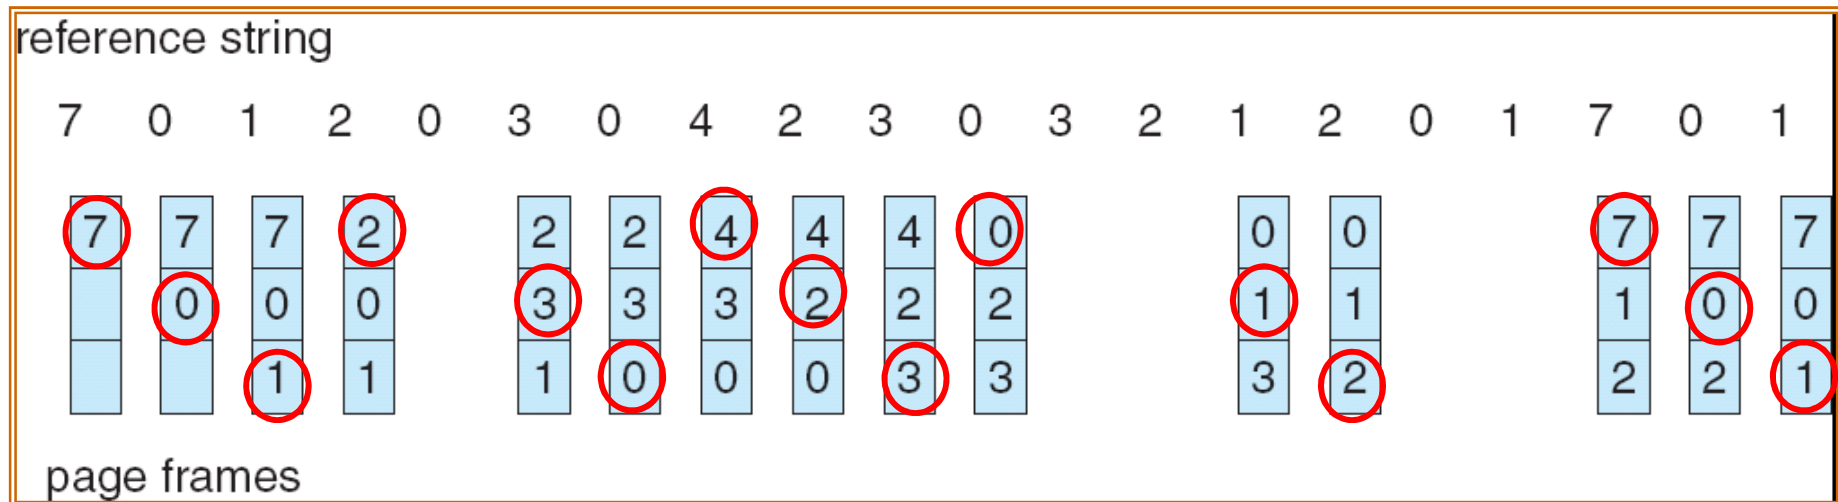 reference string
7 0 1 2 0 3 0 4 2 3 0 3 2 1 2 0 1 7 0 1
7 7 7 2 2 2 4 4 4 0 0 0 7 7 7
0 0 0 3 3 3 2 2 2 1 1 1 0 0
1 1 1 0 0 0 3 3 3 2 2 2 1
page frames